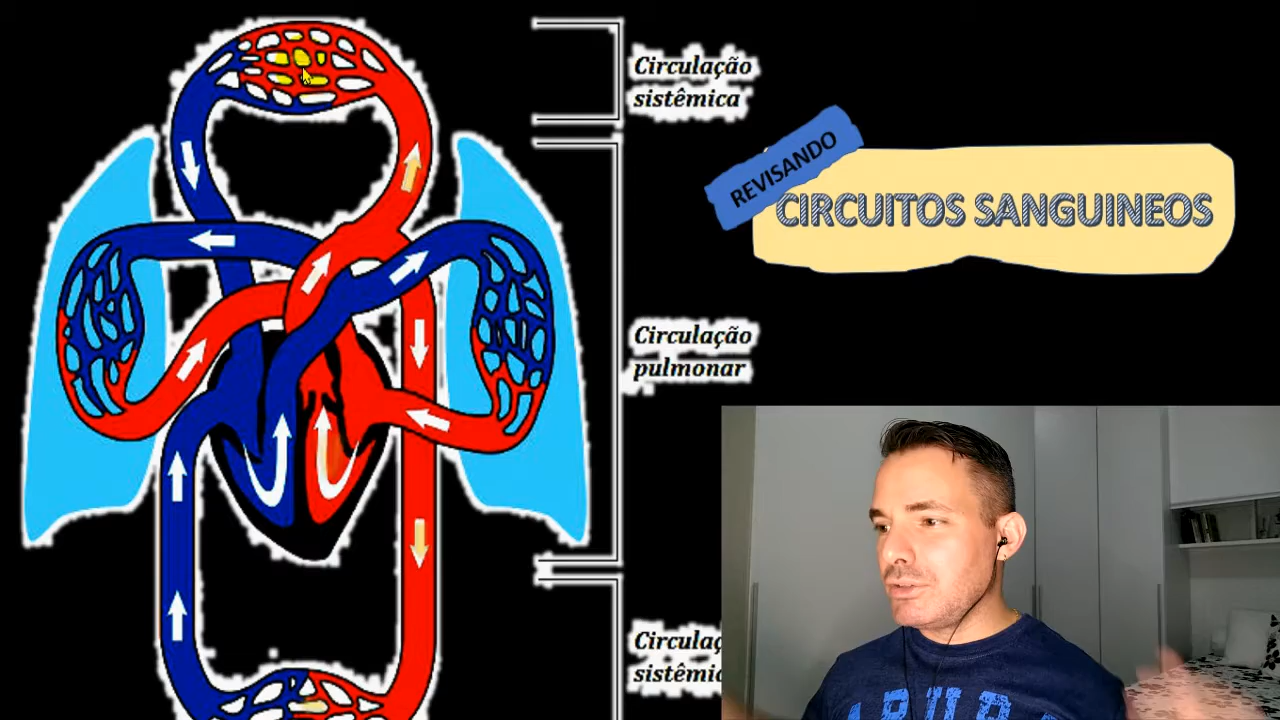 Circulação
sistêmica
REVISANDO
CIRCUITOS SANGUINEOS
Circulação
pulmonar